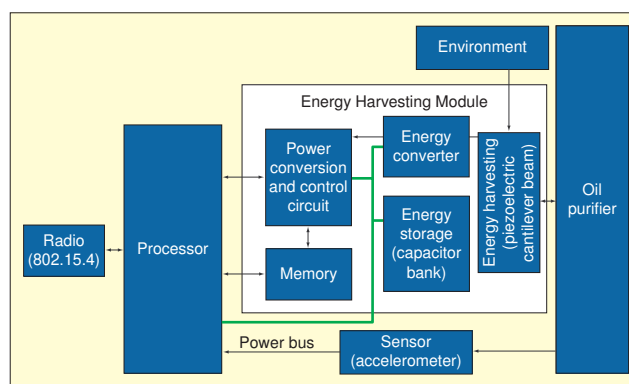 Environment
Energy Harvesting Module
Power
conversion
and control
circuit
Energy
converter
Energy harvesting
(piezoelectric
cantilever beam)
Oil
purifier
Processor
Radio
(802.15.4)
Energy
storage
(capacitor
bank)
Memory
Power bus
Sensor
(accelerometer)